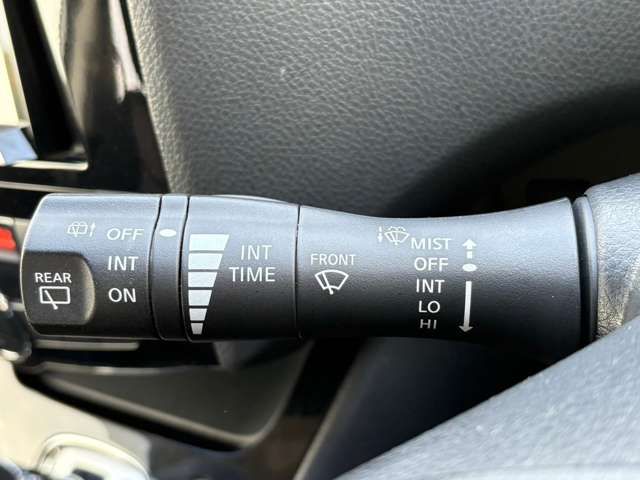 REAR
OFF
INT
ON
INT
TIME
FRONT
MIST
OFF
INT
LO
HI